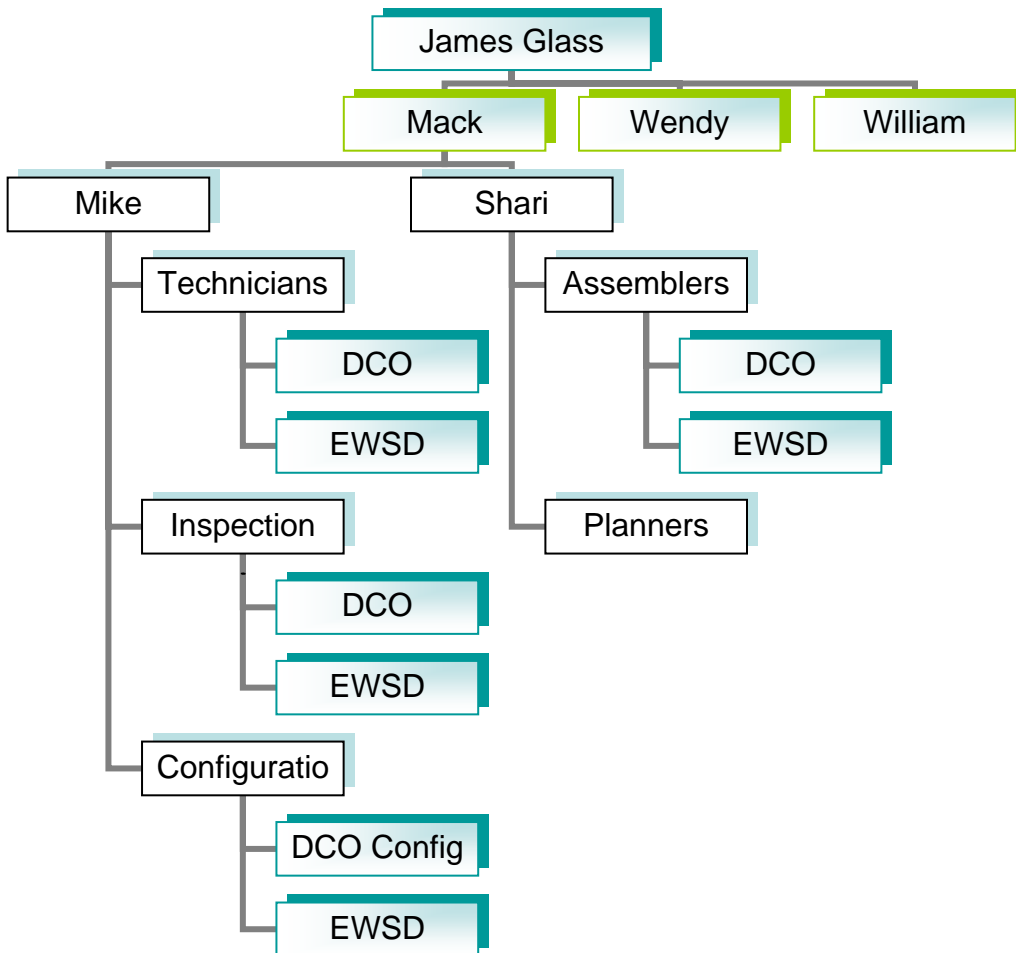 James Glass
Mack
Wendy
William
Mike
Shari
Technicians
Assemblers
DCO
DCO
EWSD
EWSD
Inspection
Planners
DCO
EWSD
Configuratio
DCO Config
EWSD